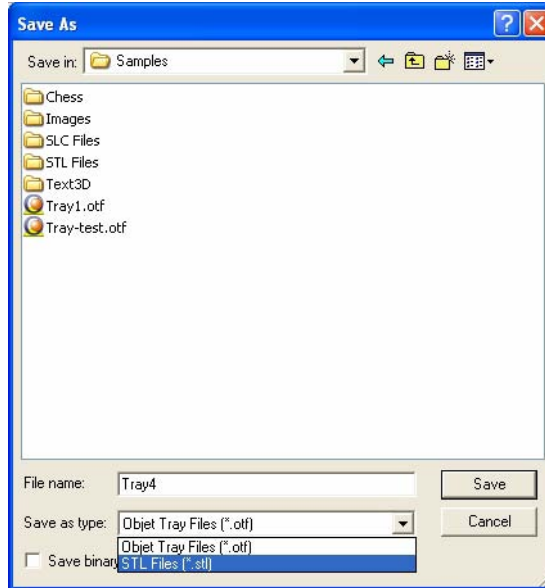 Save As
Save in: Samples
Chess
Images
SLC Files
STL Files
Text3D
Tray1.otf
Tray-test.otf
File name: Tray4 Save
Save as type: Objet Tray Files (*.otf) Cancel
Objet Tray Files (*.otf)
Save binary STL Files (*.stl)